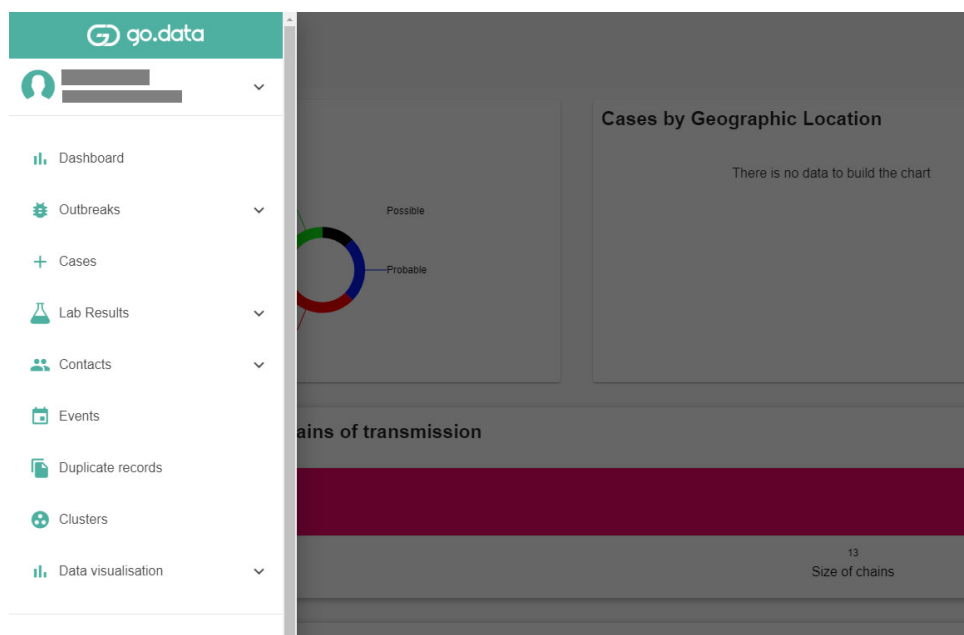 go.data
Dashboard
Outbreaks
Cases
Lab Results
Contacts
Events
Duplicate records
Clusters
Data visualisation
Cases by Geographic Location
There is no data to build the chart
Possible
Probable
ains of transmission
13
Size of chains